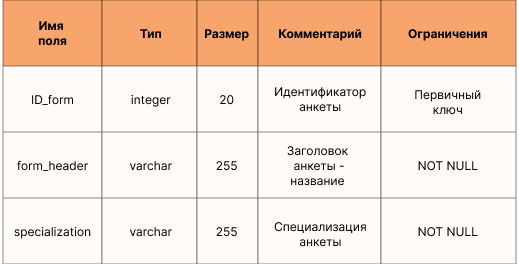 Имя
поля
Тип
Размер
Комментарий
Ограничения
ID_form
integer
20
Идентификатор
анкеты
Первичный
ключ
form_header
varchar
255
Заголовок
анкеты -
название
NOT NULL
specialization
varchar
255
Специализация
анкеты
NOT NULL